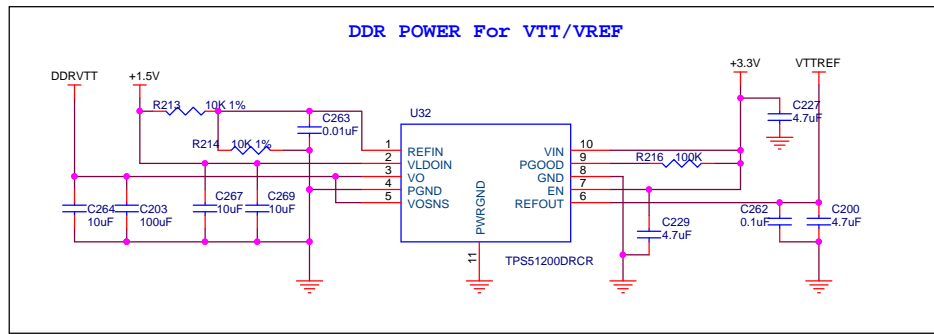 DDR POWER For VTT/VREF
DDRVTT
+1.5V
+3.3V
VTTREF
R213
10K 1%
C263
0.01uF
U32
C227
4.7uF
R214
10K 1%
1
REFIN
VIN
10
2
VLDOIN
PGOOD
9
R216
100K
3
VO
GND
8
4
PGND
EN
7
5
VOSNS
REFOUT
6
PWRGND
11
TPS51200DRCR
C264
10uF
C203
100uF
C267
10uF
C269
10uF
C229
4.7uF
C262
0.1uF
C200
4.7uF